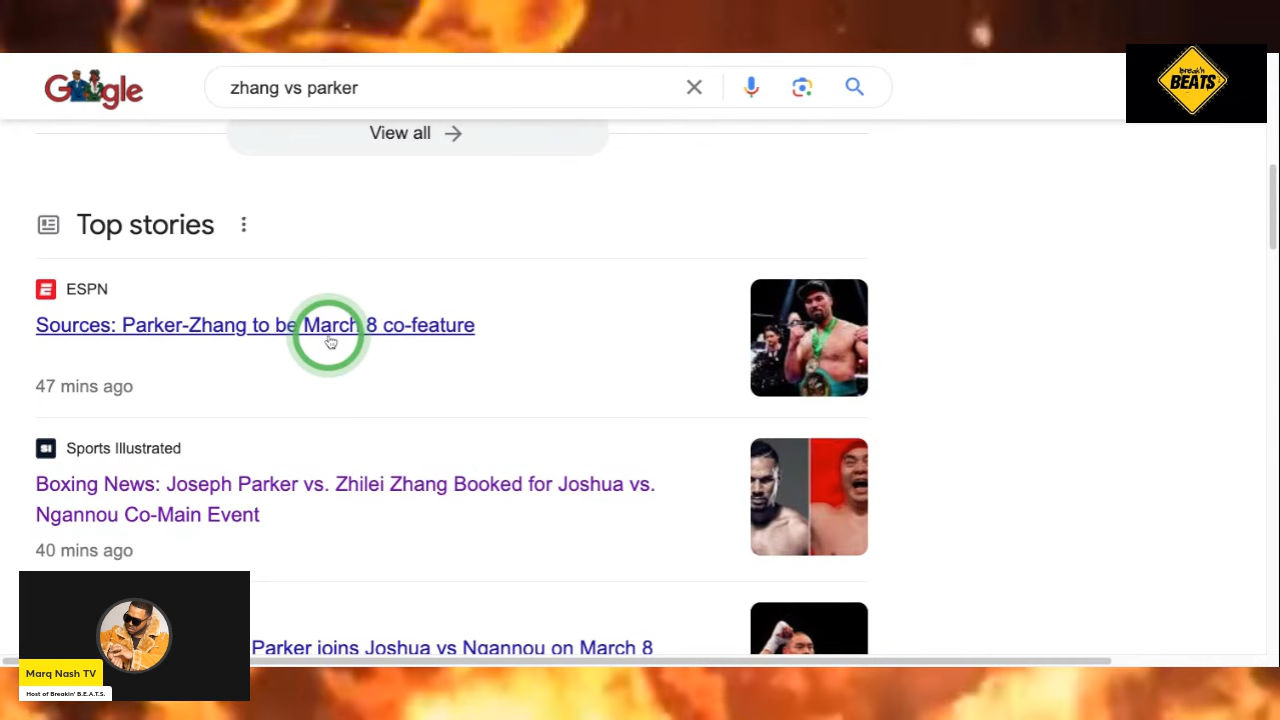 Google
zhang vs parker
breakn
BEATS
View all
Top stories
ESPN
Sources: Parker-Zhang to be March 8 co-feature
47 mins ago
SI
Sports Illustrated
Boxing News: Joseph Parker vs. Zhilei Zhang Booked for Joshua vs.
Ngannou Co-Main Event
40 mins ago
Parker joins Joshua vs Ngannou on March 8
Marq Nash TV
Host of Breakin' B.E.A.T.S.